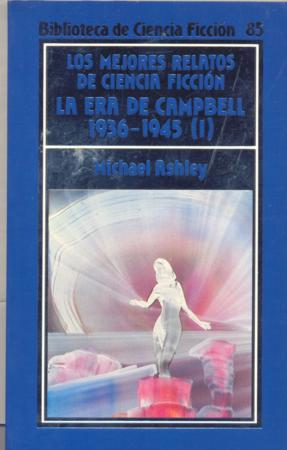 Biblioteca de Ciencia Ficción 85
LOS MEJORES RELATOS
DE CIENCIA FICCIÓN
LA ERA DE CAMPBELL
1936-1945 (I)
Michael Ashley